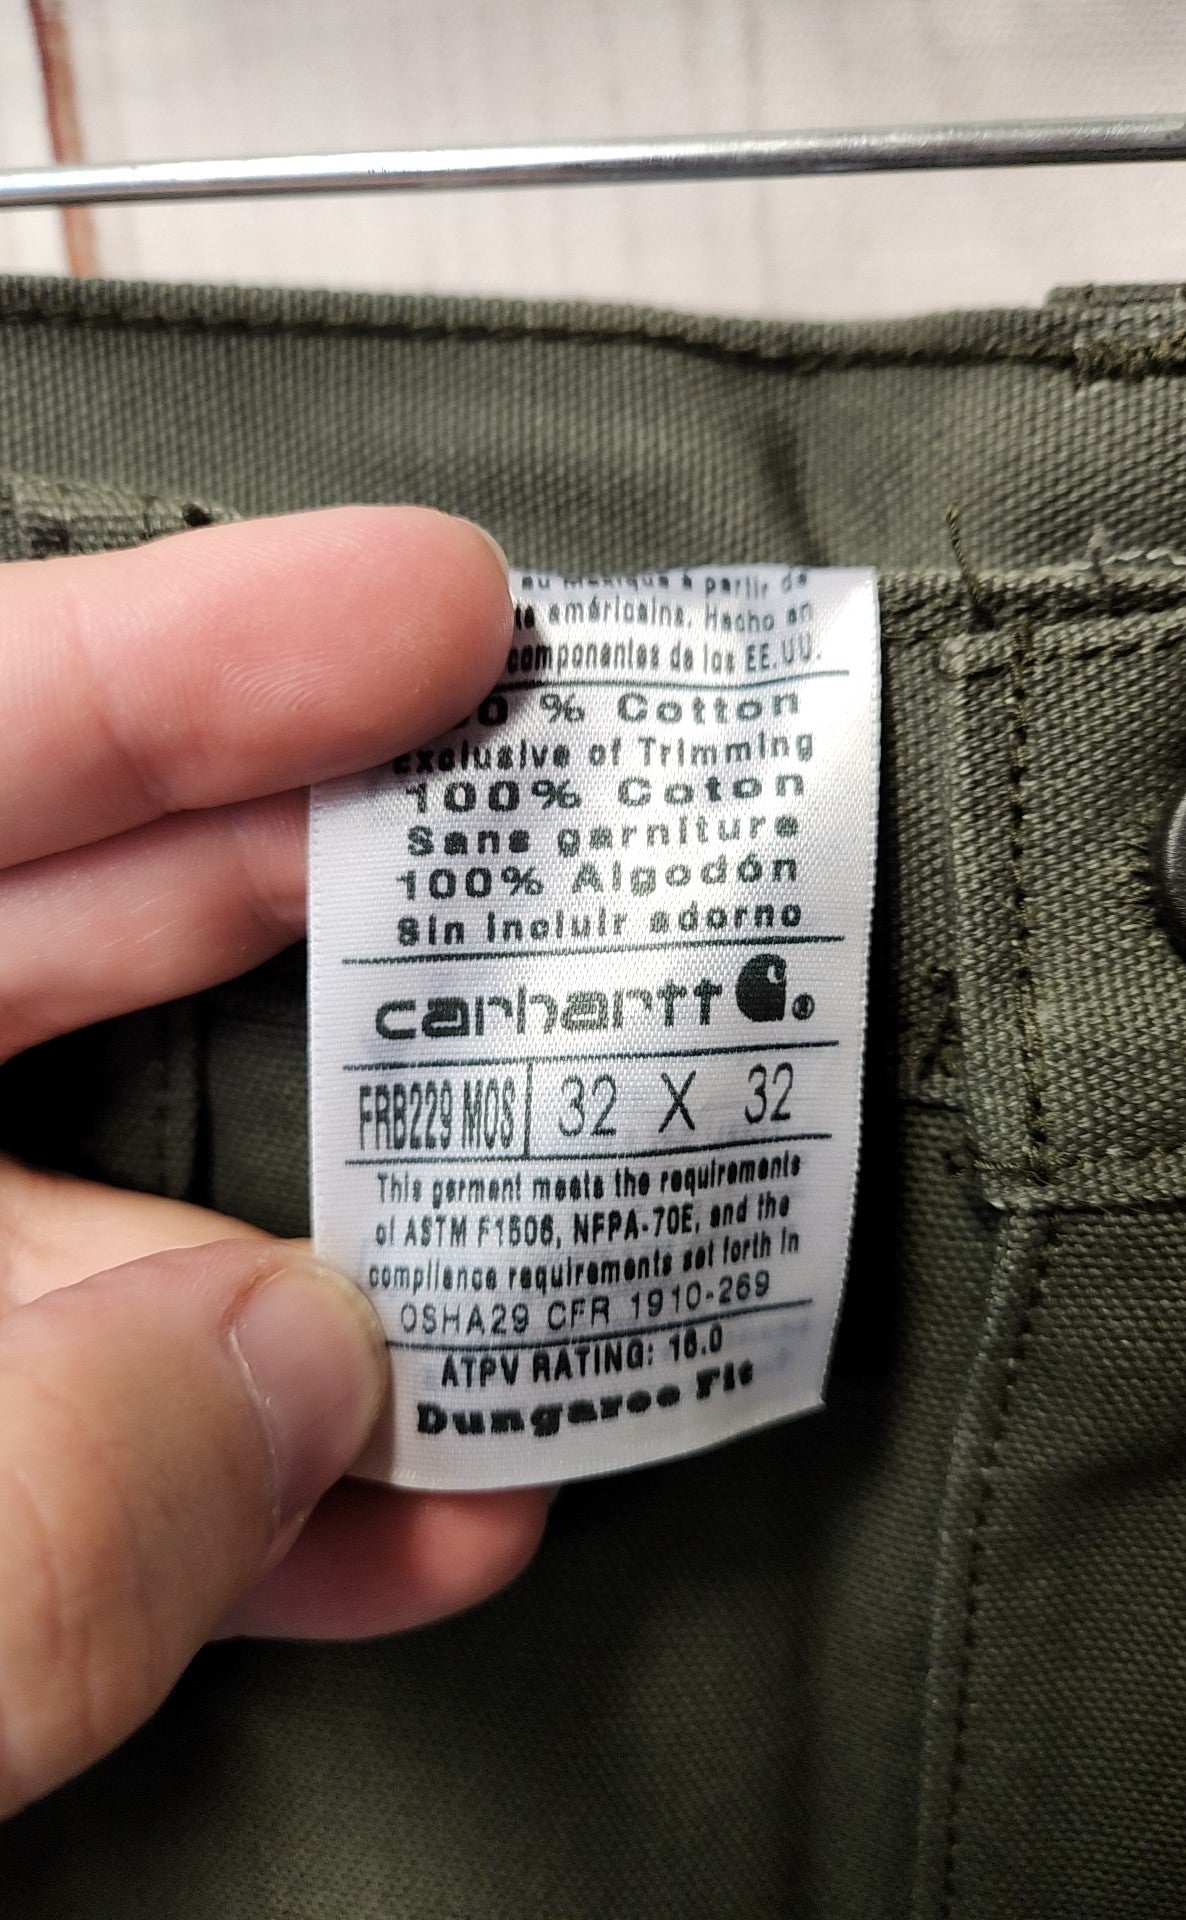 au Mexique à partir de
américains. Hecho en
componentes de los EE.UU.
% Cotton
Exclusive of Trimming
100% Coton
Sans garniture
100% Algodón
Sin incluir adorno
carhartt ®
FRB229 MOS 32 X 32
This garment meets the requirements
of ASTM F1506, NFPA-70E, and the
compliance requirements set forth in
OSHA29 CFR 1910-269
ATPV RATING: 16.0
Dungaree Fit